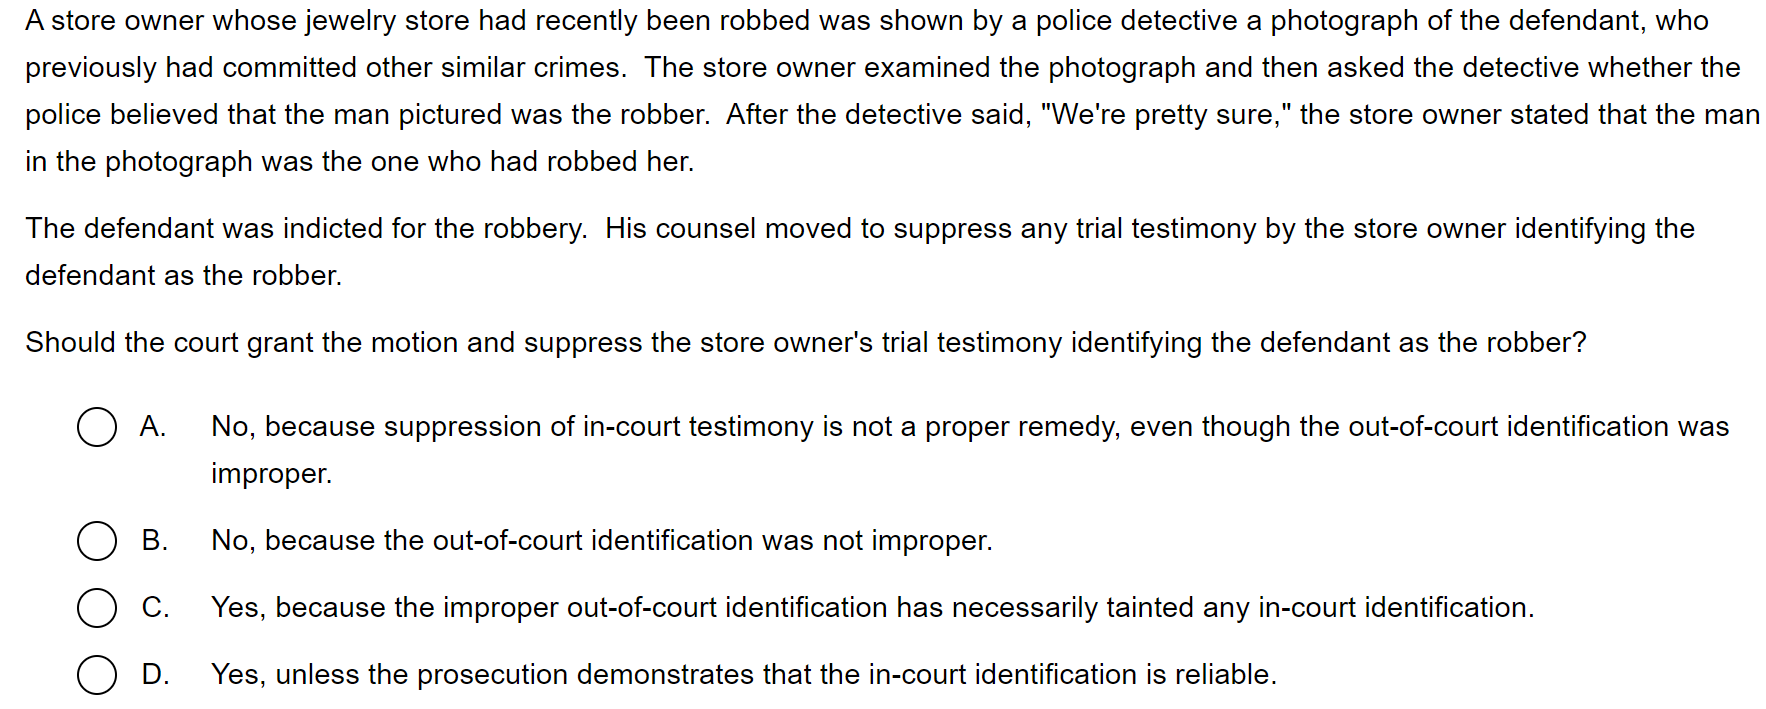 A store owner whose jewelry store had recently been robbed was shown by a police detective a photograph of the defendant, who
previously had committed other similar crimes.  The store owner examined the photograph and then asked the detective whether the
police believed that the man pictured was the robber.  After the detective said, "We're pretty sure," the store owner stated that the man
in the photograph was the one who had robbed her.
The defendant was indicted for the robbery.  His counsel moved to suppress any trial testimony by the store owner identifying the
defendant as the robber.
Should the court grant the motion and suppress the store owner's trial testimony identifying the defendant as the robber?
A. No, because suppression of in-court testimony is not a proper remedy, even though the out-of-court identification was
improper.
B. No, because the out-of-court identification was not improper.
C. Yes, because the improper out-of-court identification has necessarily tainted any in-court identification.
D. Yes, unless the prosecution demonstrates that the in-court identification is reliable.